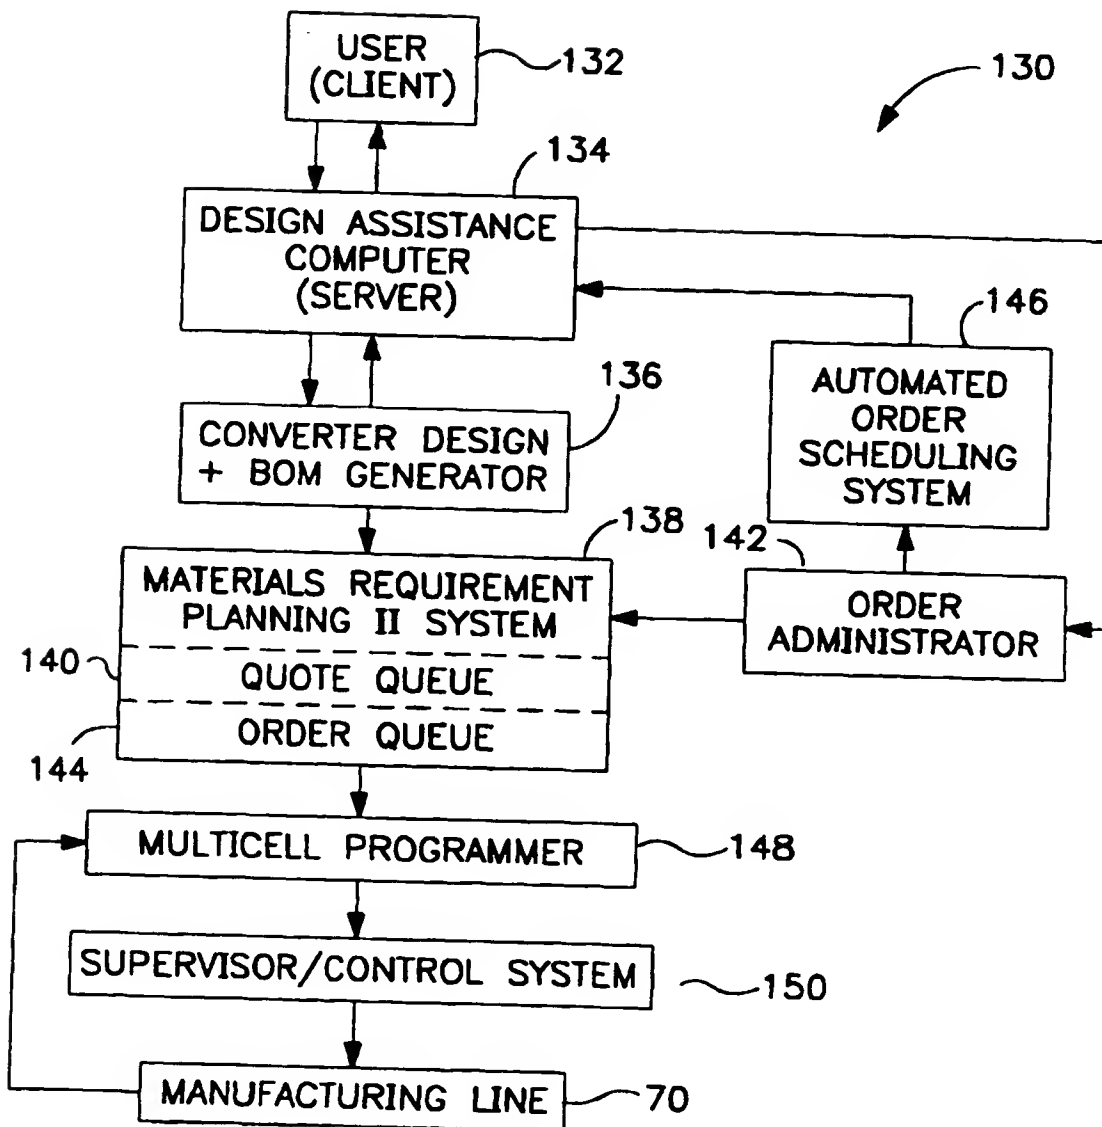 USER
(CLIENT)
132
130
134
DESIGN ASSISTANCE
COMPUTER
(SERVER)
146
AUTOMATED
ORDER
SCHEDULING
SYSTEM
136
CONVERTER DESIGN
+ BOM GENERATOR
138
142
MATERIALS REQUIREMENT
PLANNING II SYSTEM
ORDER
ADMINISTRATOR
140
QUOTE QUEUE
ORDER QUEUE
144
MULTICELL PROGRAMMER
148
SUPERVISOR/CONTROL SYSTEM
150
MANUFACTURING LINE
70